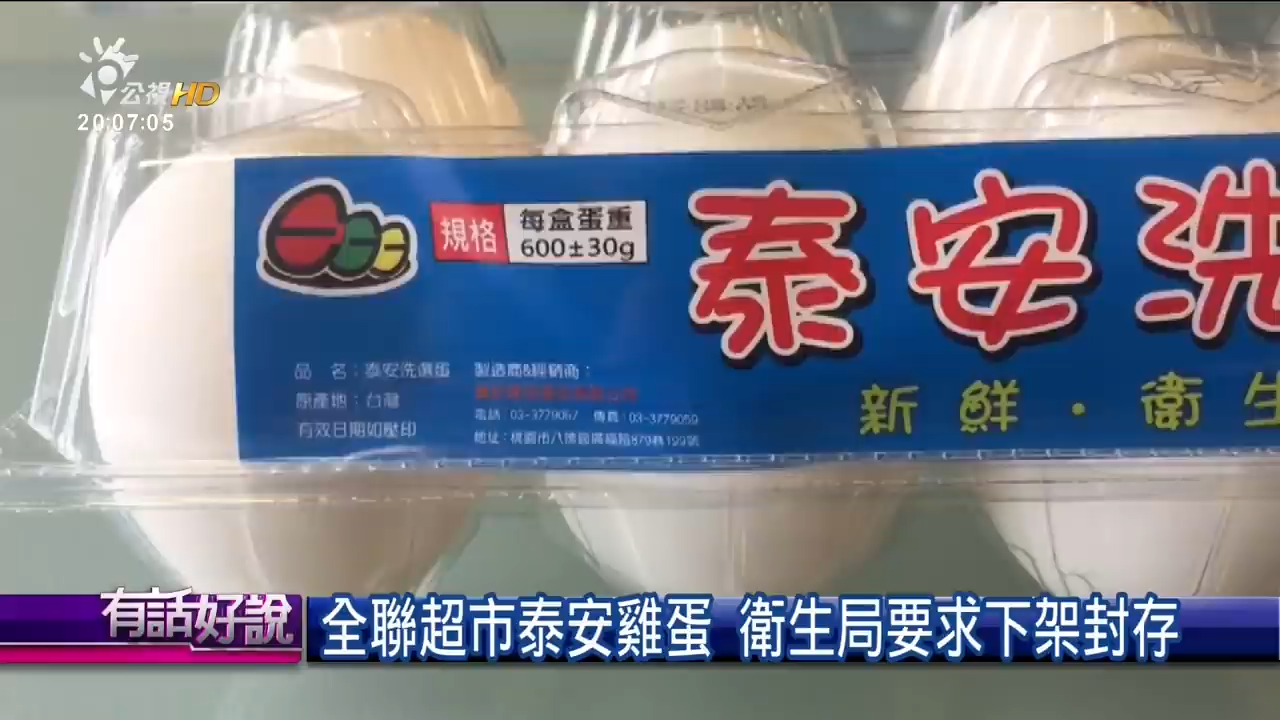 公視HD
20:07:05
規格
每盒蛋重
600±30g
泰安洗
新鮮・衛生
品 名：泰安洗選蛋
原產地：台灣
有效日期如壓印
製造商&經銷商：
電話：03-3779057 傳真：03-3779059
有話好說
全聯超市泰安雞蛋 衛生局要求下架封存